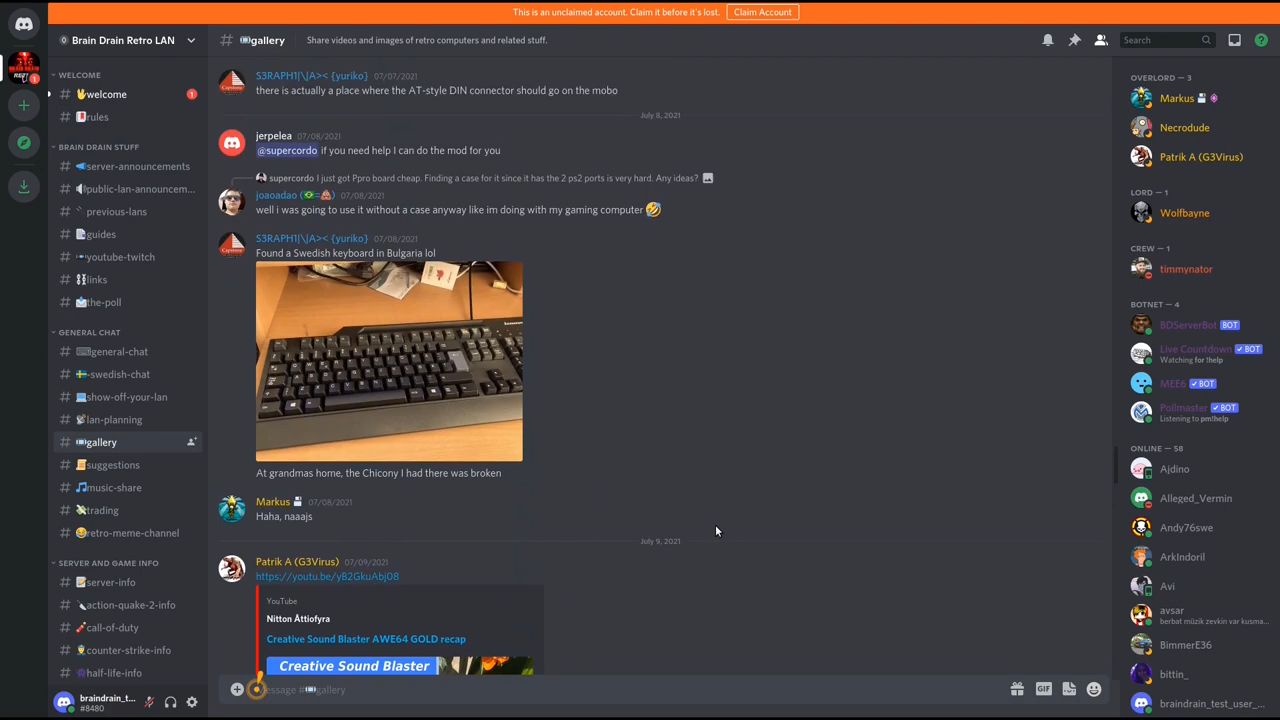 This is an unclaimed account. Claim it before it's lost. Claim Account
Brain Drain Retro LAN
WELCOME
# welcome 1
# rules
BRAIN DRAIN STUFF
# server-announcements
# public-lan-announcem...
# previous-lans
# guides
# youtube-twitch
# links
# the-poll
GENERAL CHAT
# general-chat
# -swedish-chat
# show-off-your-lan
# lan-planning
# gallery
# suggestions
# music-share
# trading
# retro-meme-channel
SERVER AND GAME INFO
# server-info
# action-quake-2-info
# call-of-duty
# counter-strike-info
# half-life-info
braindrain_t...
#8480
# gallery Share videos and images of retro computers and related stuff.
Search
S3RAPH1|\|A>< {yuriko} 07/07/2021
there is actually a place where the AT-style DIN connector should go on the mobo
July 8, 2021
jerpelea 07/08/2021
@supercordo if you need help I can do the mod for you
supercordo I just got Ppro board cheap. Finding a case for it since it has the 2 ps2 ports is very hard. Any ideas?
joaoadao (🇧🇷=💩) 07/08/2021
well i was going to use it without a case anyway like im doing with my gaming computer 🤣
S3RAPH1|\|A>< {yuriko} 07/08/2021
Found a Swedish keyboard in Bulgaria lol
At grandmas home, the Chicony I had there was broken
Markus 07/08/2021
Haha, naaajs
July 9, 2021
Patrik A (G3Virus) 07/09/2021
https://youtu.be/yB2GkuAbj08
YouTube
Nitton Åttiofyra
Creative Sound Blaster AWE64 GOLD recap
Creative Sound Blaster
Message # gallery
GIF
OVERLORD — 3
Markus
Necrodude
Patrik A (G3Virus)
LORD — 1
Wolfbayne
CREW — 1
timmynator
BOTNET — 4
BDServerBot BOT
Live Countdown BOT
Watching for !help
MEE6 BOT
Pollmaster BOT
Listening to pm!help
ONLINE — 58
Ajdino
Alleged_Vermin
Andy76swe
ArkIndoril
Avi
avsar
berbat müzik zevkin var kusma...
BimmerE36
bittin_
braindrain_test_user_...